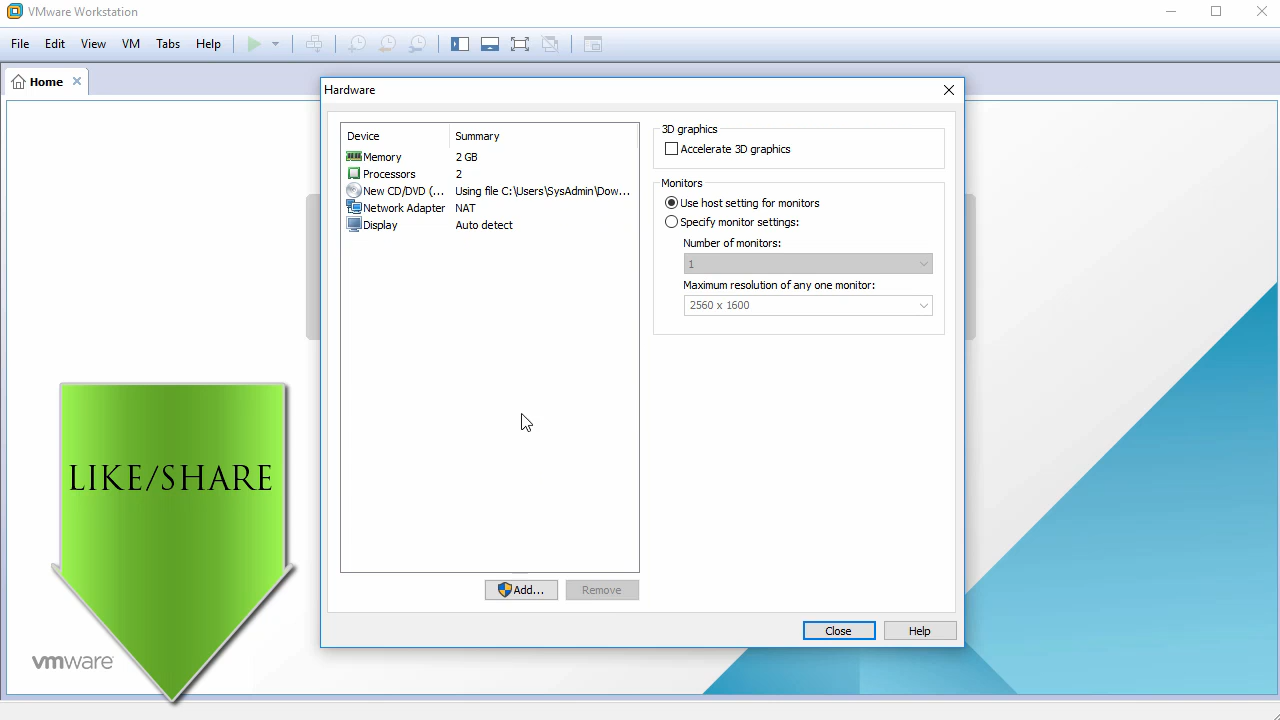 VMware Workstation
File Edit View VM Tabs Help
Home
Hardware
Device Summary
Memory 2 GB
Processors 2
New CD/DVD (... Using file C:\Users\SysAdmin\Dow...
Network Adapter NAT
Display Auto detect
Add... Remove
3D graphics
Accelerate 3D graphics
Monitors
Use host setting for monitors
Specify monitor settings:
Number of monitors:
1
Maximum resolution of any one monitor:
2560 x 1600
Close Help
LIKE/SHARE
vmware